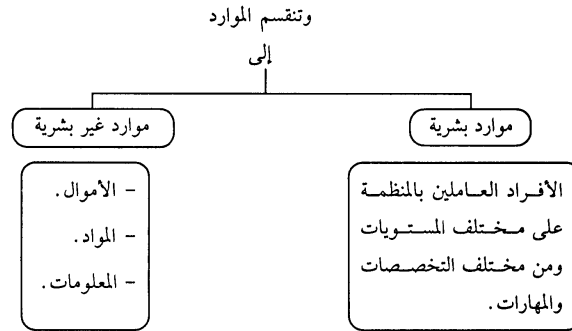 وتنقسم الموارد
إلى
موارد بشرية
موارد غير بشرية
الأفراد العاملين بالمنظمة
على مختلف المستويات
ومن مختلف التخصصات
والمهارات.
- الأموال.
- المواد.
- المعلومات.